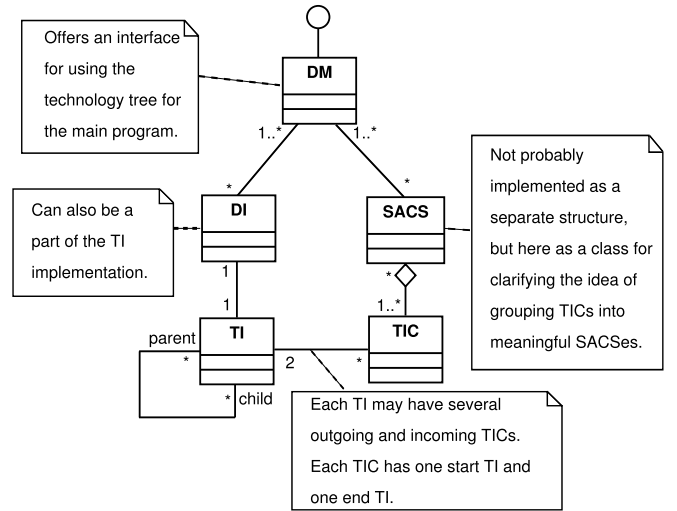 Offers an interface
for using the
technology tree for
the main program.
DM
1..*
1..*
Not probably
implemented as a
separate structure,
but here as a class for
clarifying the idea of
grouping TICs into
meaningful SACSes.
*
*
Can also be a
part of the TI
implementation.
DI
SACS
1
*
1
1..*
TI
TIC
parent
*
2
*
* child
Each TI may have several
outgoing and incoming TICs.
Each TIC has one start TI and
one end TI.